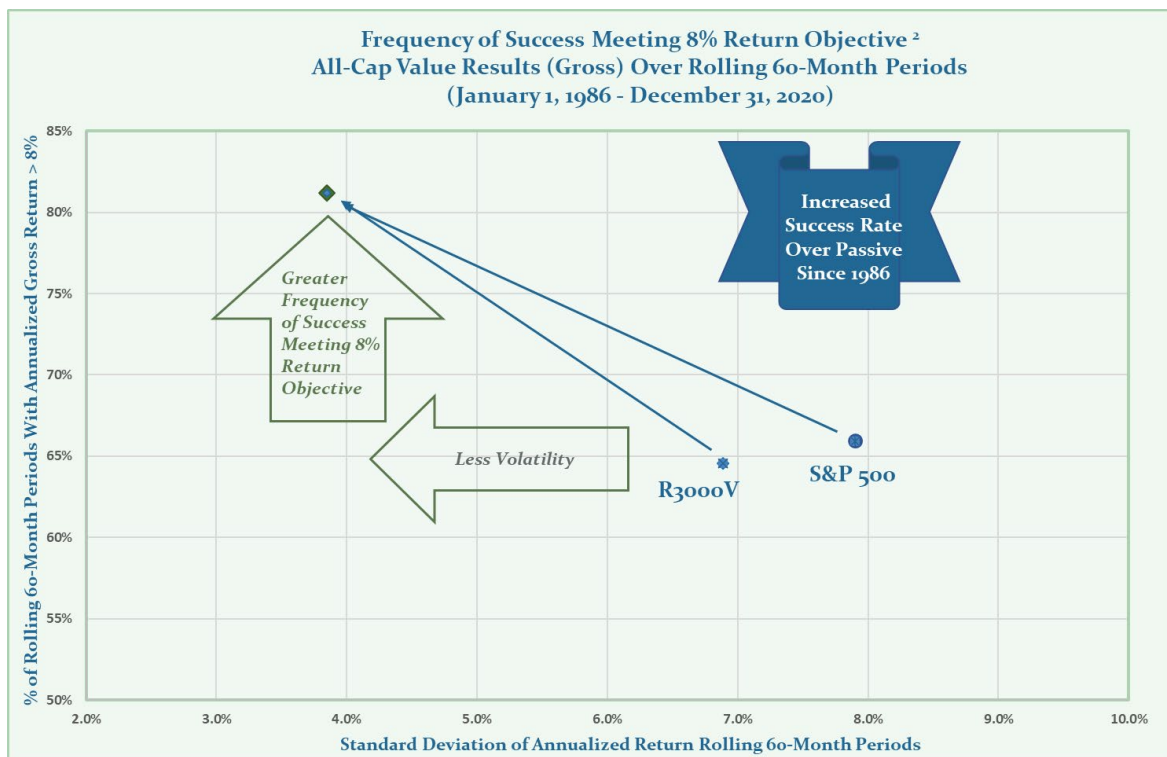 Frequency of Success Meeting 8% Return Objective ²
All-Cap Value Results (Gross) Over Rolling 60-Month Periods
(January 1, 1986 - December 31, 2020)
% of Rolling 60-Month Periods With Annualized Gross Return > 8%
85%
80%
75%
70%
65%
60%
55%
50%
Increased
Success Rate
Over Passive
Since 1986
Greater
Frequency
of Success
Meeting 8%
Return
Objective
Less Volatility
R3000V
S&P 500
2.0%
3.0%
4.0%
5.0%
6.0%
7.0%
8.0%
9.0%
10.0%
Standard Deviation of Annualized Return Rolling 60-Month Periods